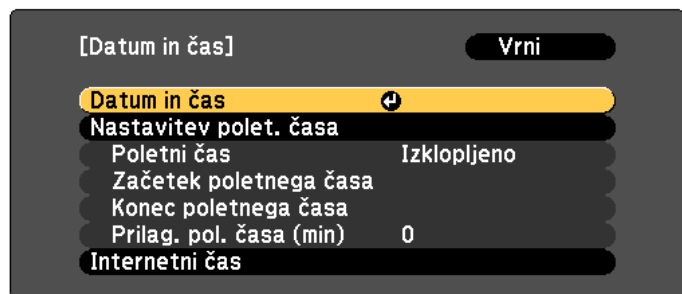 [Datum in čas] Vrni
Datum in čas
Nastavitev polet. časa
Poletni čas Izklopljeno
Začetek poletnega časa
Konec poletnega časa
Prilag. pol. časa (min) 0
Internetni čas